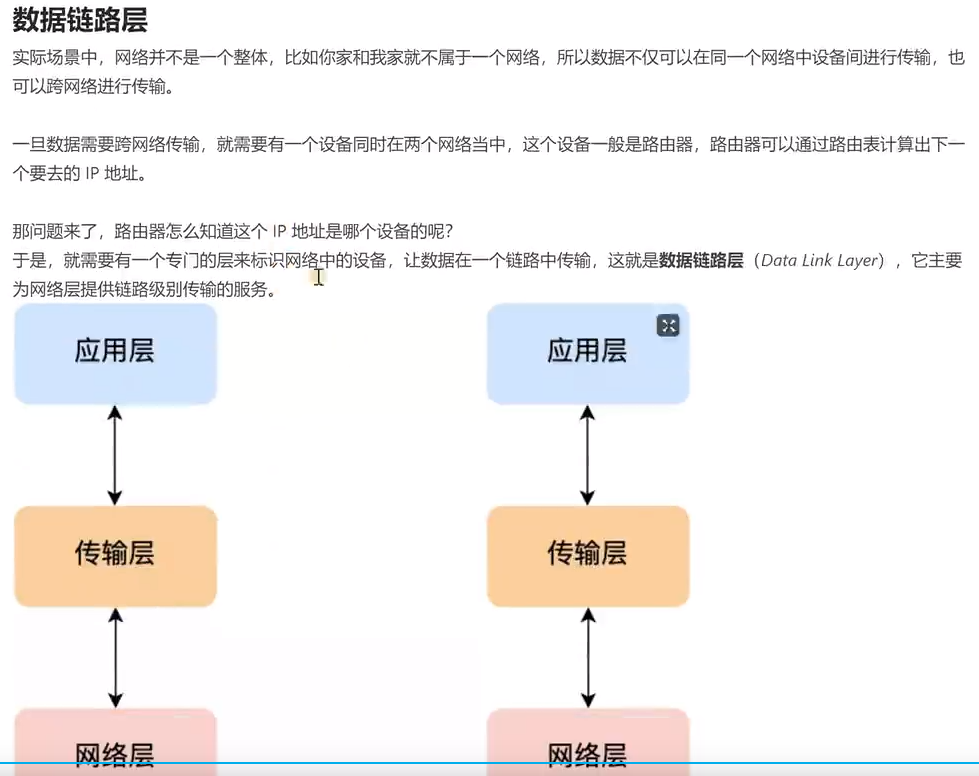 数据链路层
实际场景中，网络并不是一个整体，比如你家和我家就不属于一个网络，所以数据不仅可以在同一个网络中设备间进行传输，也
可以跨网络进行传输。
一旦数据需要跨网络传输，就需要有一个设备同时在两个网络当中，这个设备一般是路由器，路由器可以通过路由表计算出下一
个要去的 IP 地址。
那问题来了，路由器怎么知道这个 IP 地址是哪个设备的呢？
于是，就需要有一个专门的层来标识网络中的设备，让数据在一个链路中传输，这就是数据链路层（Data Link Layer），它主要
为网络层提供链路级别传输的服务。
应用层
应用层
传输层
传输层
网络层
网络层